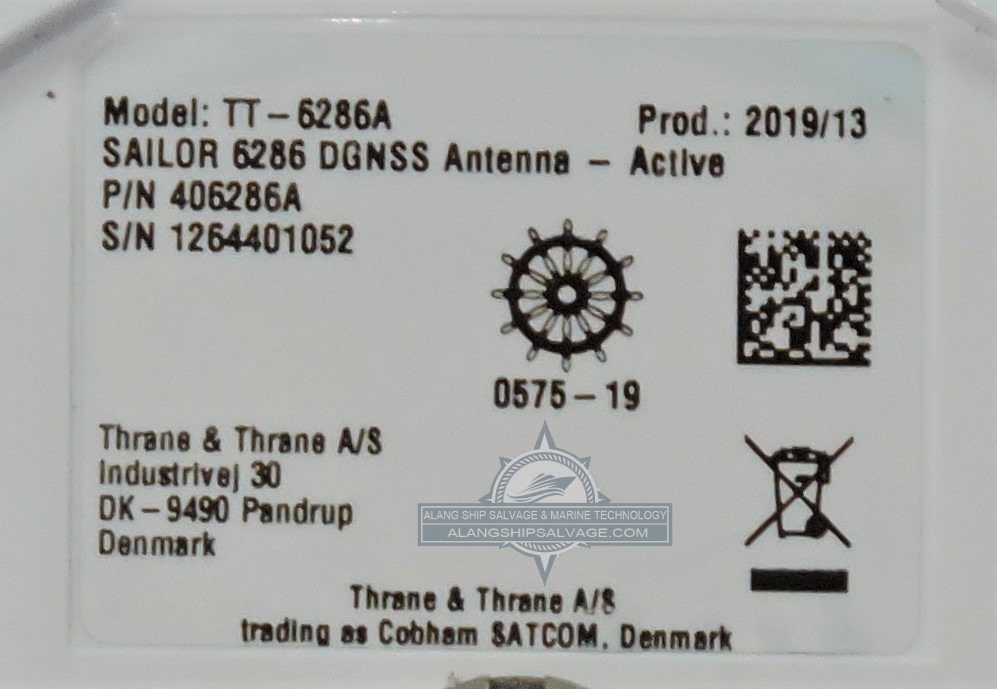 Model: TT-6286A
Prod.: 2019/13
SAILOR 6286 DGNSS Antenna - Active
P/N 406286A
S/N 1264401052
0575-19
Thrane & Thrane A/S
Industrivej 30
DK-9490 Pandrup
Denmark
ALANG SHIP SALVAGE & MARINE TECHNOLOGY
ALANGSHIPSALVAGE.COM
Thrane & Thrane A/S
trading as Cobham SATCOM, Denmark